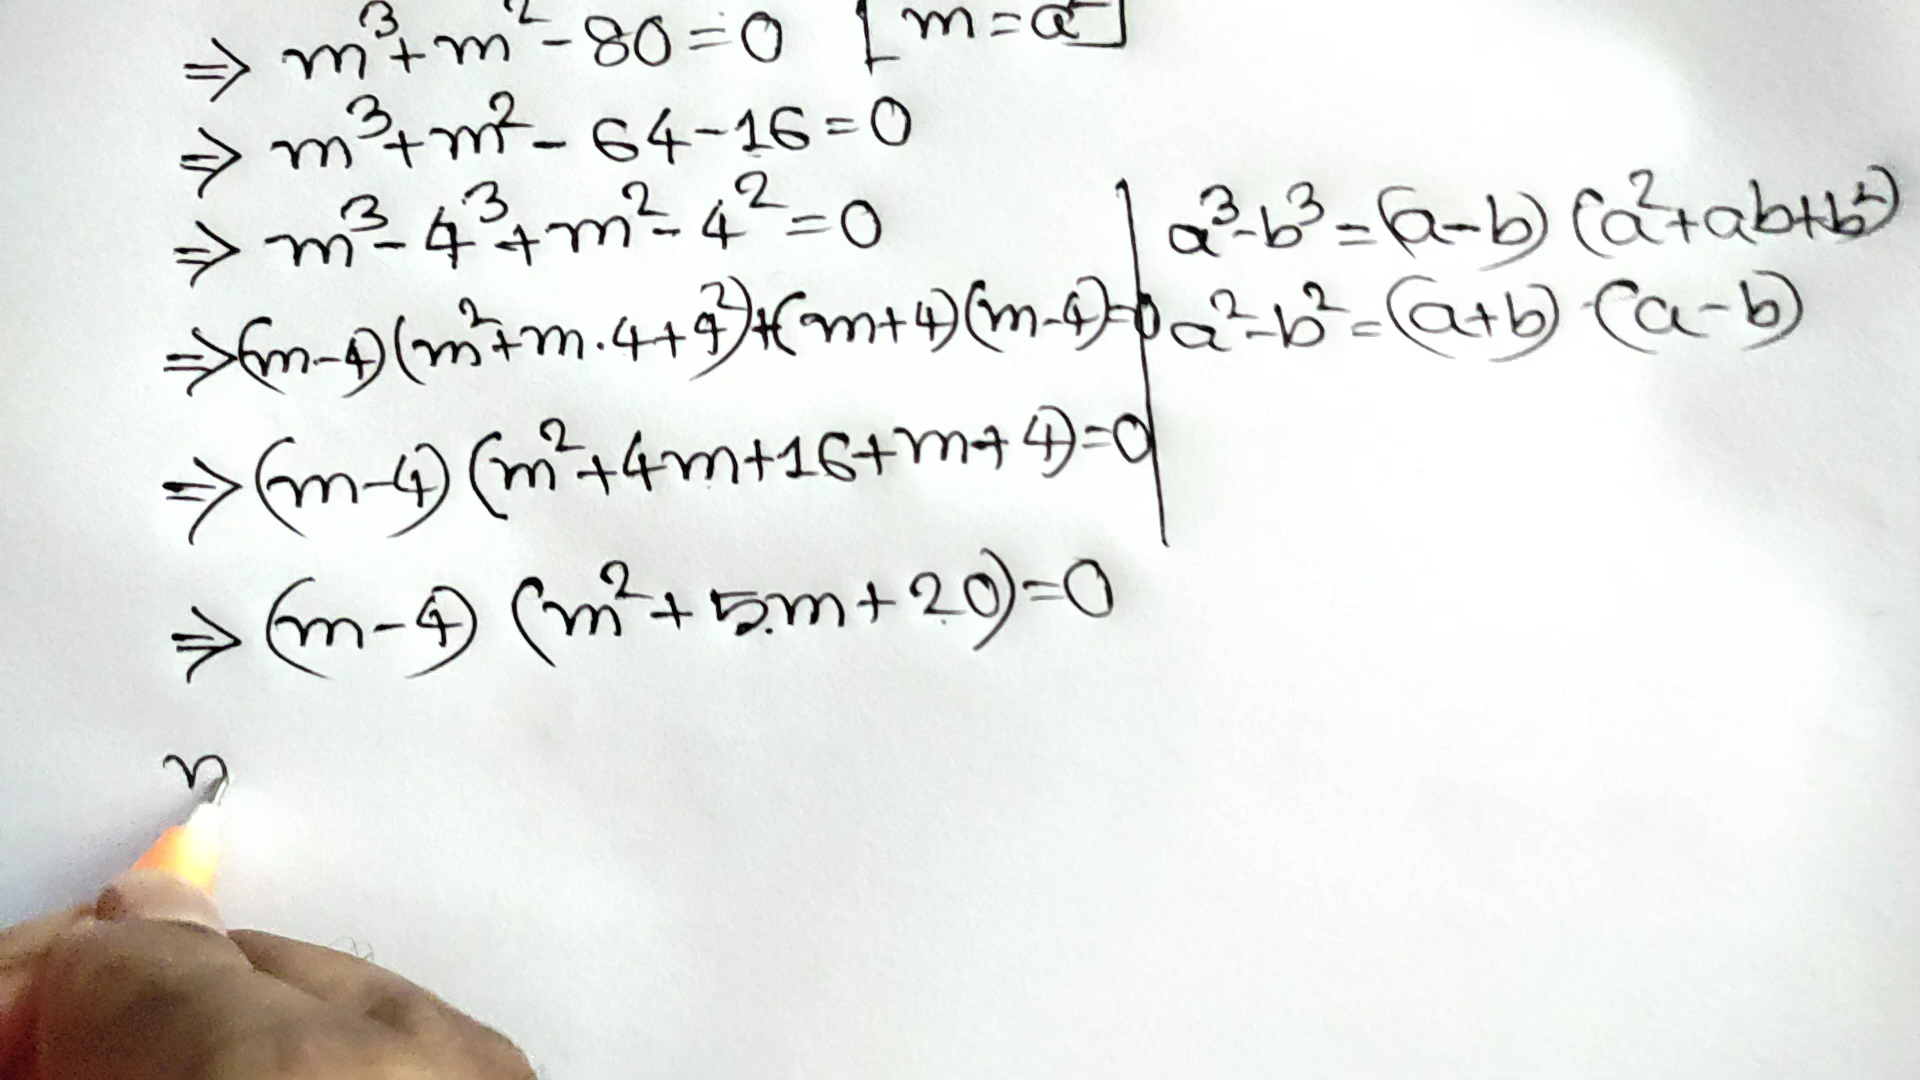 ⇒ m³+m²-80=0 [m=a²]
⇒ m³+m²-64-16=0
⇒ m³-4³+m²-4²=0
⇒(m-4)(m²+m.4+4²)+(m+4)(m-4)=0
⇒(m-4)(m²+4m+16+m+4)=0
⇒(m-4)(m²+5m+20)=0
a³-b³=(a-b)(a²+ab+b²)
a²-b²=(a+b)·(a-b)